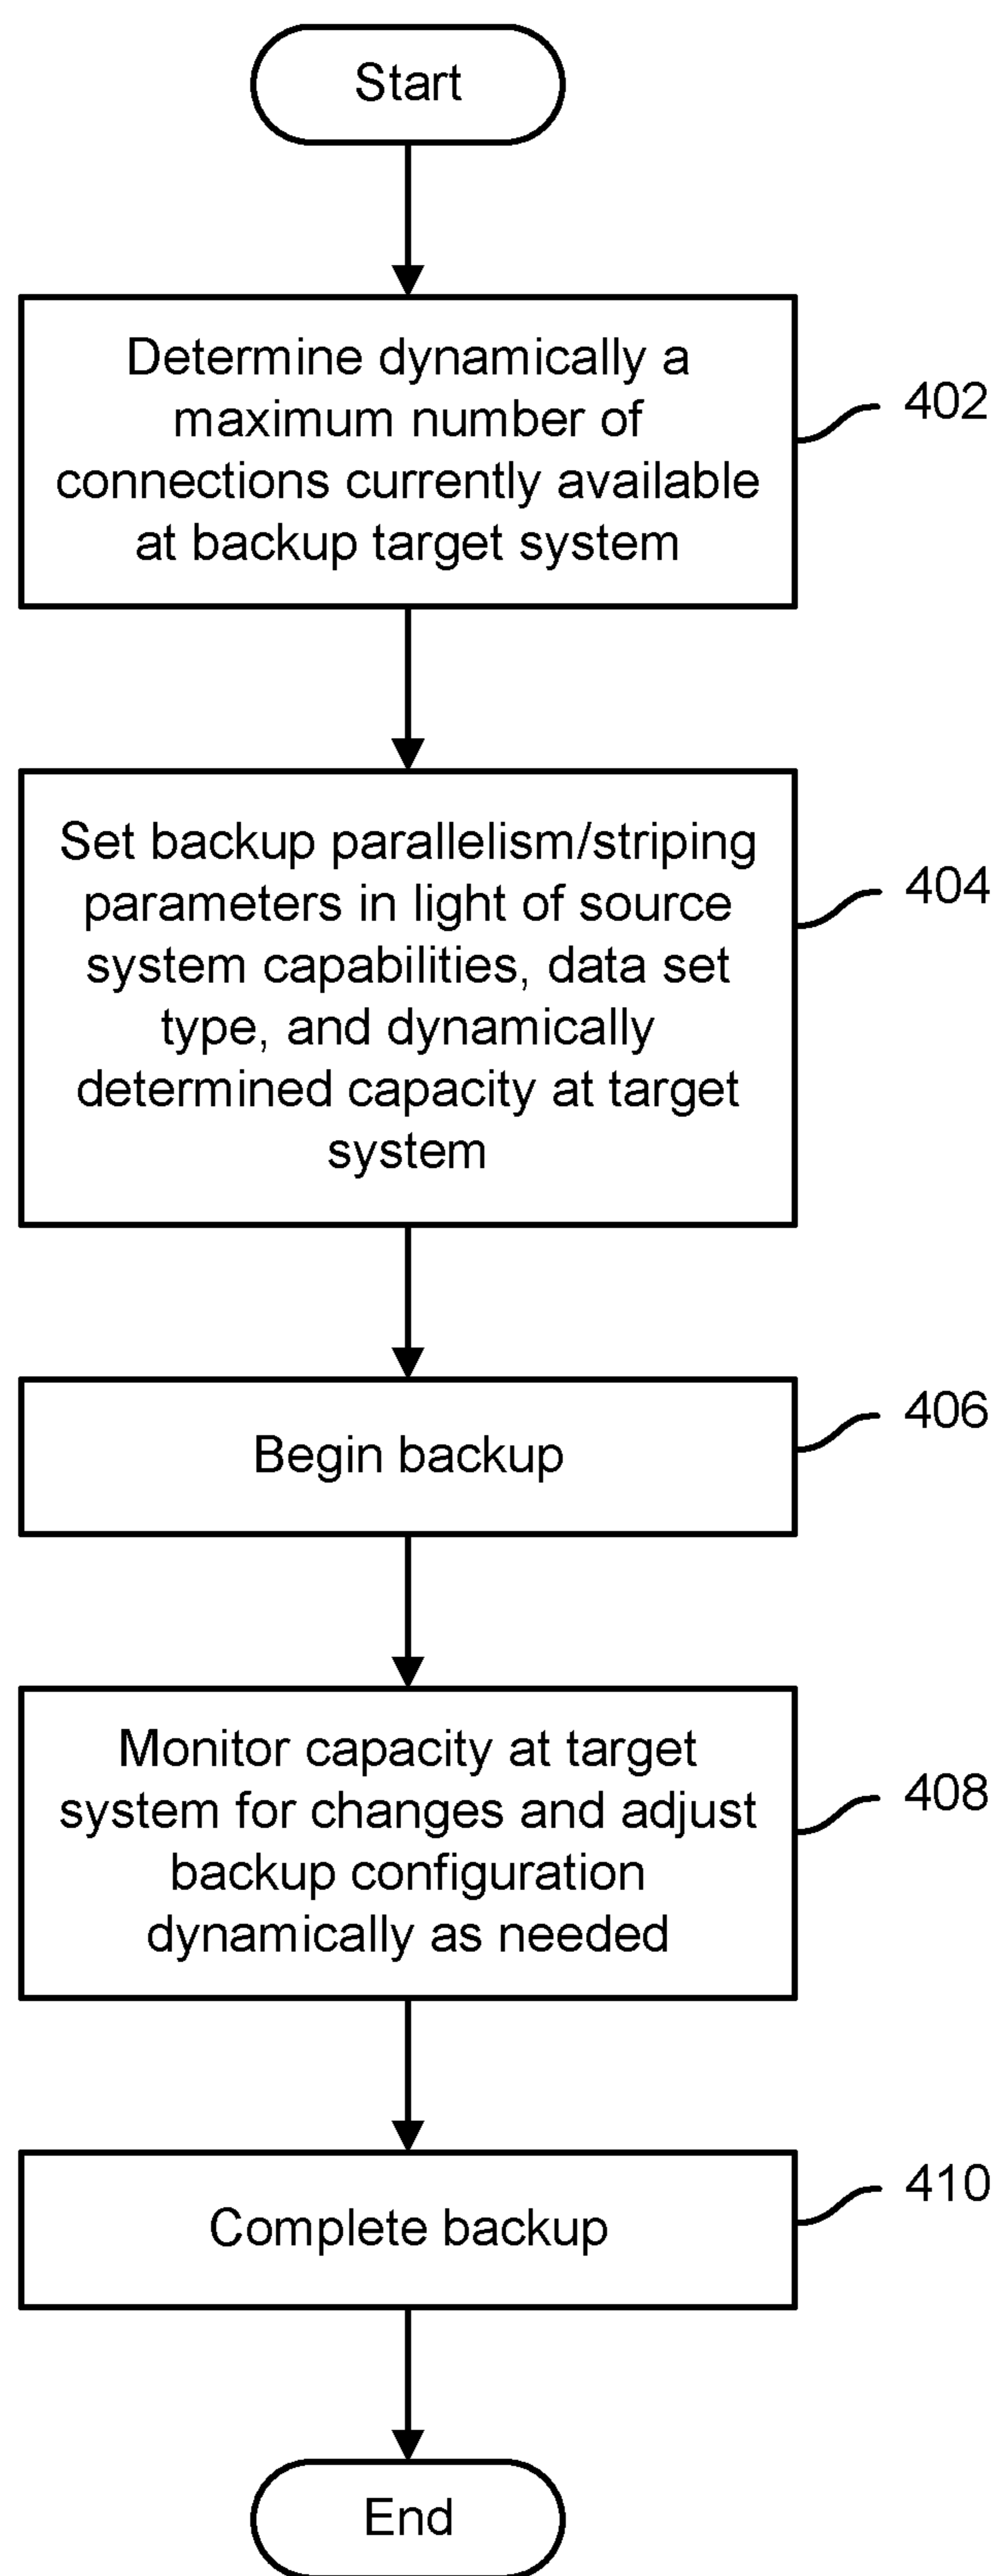 Start
Determine dynamically a
maximum number of
connections currently available
at backup target system
402
Set backup parallelism/striping
parameters in light of source
system capabilities, data set
type, and dynamically
determined capacity at target
system
404
Begin backup
406
Monitor capacity at target
system for changes and adjust
backup configuration
dynamically as needed
408
Complete backup
410
End